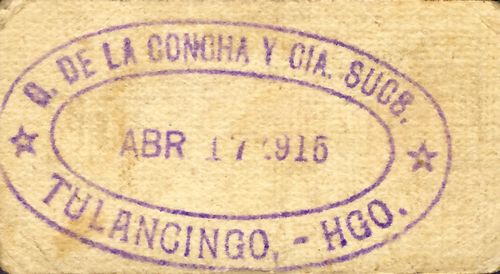 Q. DE LA CONCHA Y CIA. SUCS.
ABR 17 1915
TULANCINGO, - HGO.